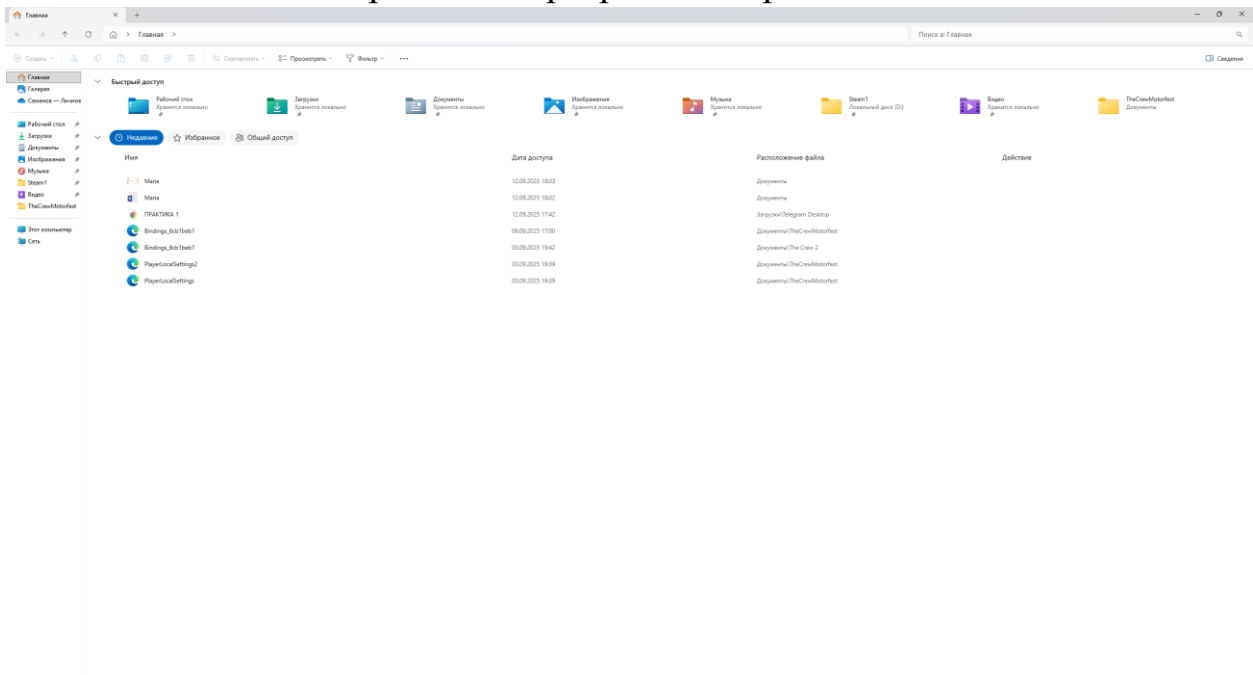 Главная
Главная
Поиск в: Главная
Создать
Сортировать
Просмотреть
Фильтр
Сведения
Главная
Галерея
Семенов — Личное
Рабочий стол
Загрузки
Документы
Изображения
Музыка
Steam1
Видео
TheCrewMotorfest
Этот компьютер
Сеть
Быстрый доступ
Рабочий стол
Хранится локально
Загрузки
Хранится локально
Документы
Хранится локально
Изображения
Хранится локально
Музыка
Хранится локально
Steam1
Локальный диск (D:)
Видео
Хранится локально
TheCrewMotorfest
Документы
Недавние Избранное Общий доступ
Имя Дата доступа Расположение файла Действие
Mana 12.09.2025 18:03 Документы
Mana 12.09.2025 18:02 Документы
ПРАКТИКА 1 12.09.2025 17:42 Загрузки\Telegram Desktop
Bindings_6cb1beb1 06.09.2025 17:00 Документы\TheCrewMotorfest
Bindings_6cb1beb1 03.09.2025 19:42 Документы\The Crew 2
PlayerLocalSettings2 03.09.2025 19:39 Документы\TheCrewMotorfest
PlayerLocalSettings 03.09.2025 19:39 Документы\TheCrewMotorfest